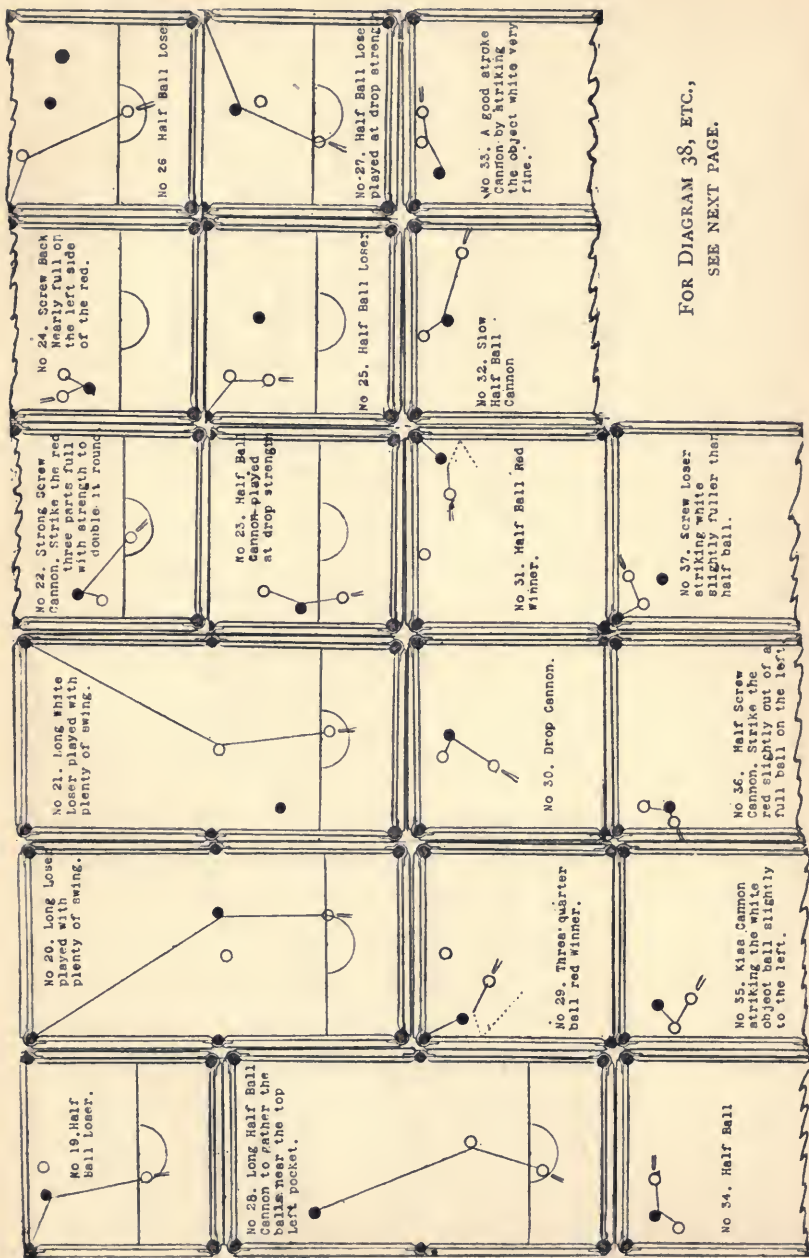 No 19. Half
Ball Loser.
No 20. Long Loser
played with
plenty of swing.
No 21. Long White
Loser played with
plenty of swing.
No 22. Strong Screw
Cannon. Strike the red
three parts full
with strength to
double it round
No 23. Half Ball
Cannon played
at drop strength
No 24. Screw Back
Nearly full on
the left side
of the red.
No 25. Half Ball Loser
No 26 Half Ball Loser
No 27. Half Ball Loser
played at drop strength
No 28. Long Half Ball
Cannon to gather the
balls near the top
Left pocket.
No 29. Three quarter
ball red Winner.
No 30. Drop Cannon.
No 31. Half Ball Red
Winner.
No 32. Slow
Half Ball
Cannon
No 33. A good stroke
Cannon by striking
the object white very
fine.
No 34. Half Ball
No 35. Kiss Cannon
striking the white
object ball slightly
to the left.
No 36. Half Screw
Cannon. Strike the
red slightly out of a
full ball on the left
No 37. Screw Loser
striking white
slightly fuller than
half ball.
FOR DIAGRAM 38, ETC.,
SEE NEXT PAGE.